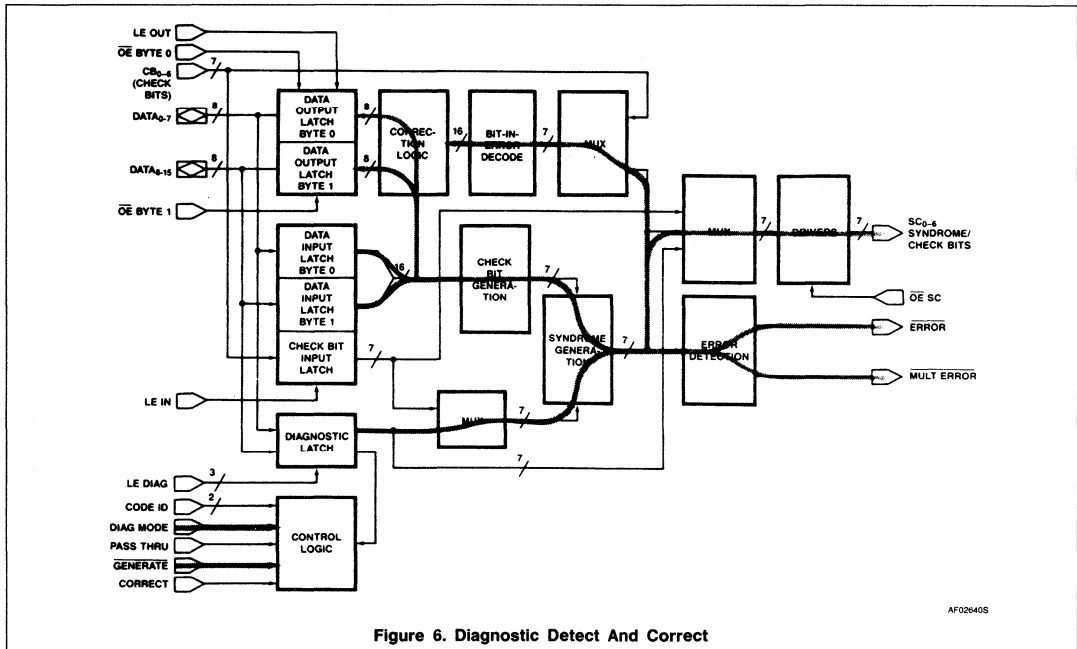 LE OUT
OE BYTE 0
7
CB0-6
(CHECK
BITS)
DATA0-7
8
DATA8-15
8
OE BYTE 1
DATA
OUTPUT
LATCH
BYTE 0
DATA
OUTPUT
LATCH
BYTE 1
8
8
CORREC-
TION
LOGIC
16
BIT-IN-
ERROR
DECODE
7
MUX
DATA
INPUT
LATCH
BYTE 0
DATA
INPUT
LATCH
BYTE 1
CHECK BIT
INPUT
LATCH
16
7
CHECK
BIT
GENERA-
TION
7
SYNDROME
GENERA-
TION
7
MUX
7
DRIVERS
7
SC0-6
SYNDROME/
CHECK BITS
OE SC
ERROR
DETECTION
ERROR
MULT ERROR
LE IN
DIAGNOSTIC
LATCH
MUX
7
7
LE DIAG
3
CODE ID
2
DIAG MODE
PASS THRU
GENERATE
CORRECT
CONTROL
LOGIC
AF02640S
Figure 6. Diagnostic Detect And Correct